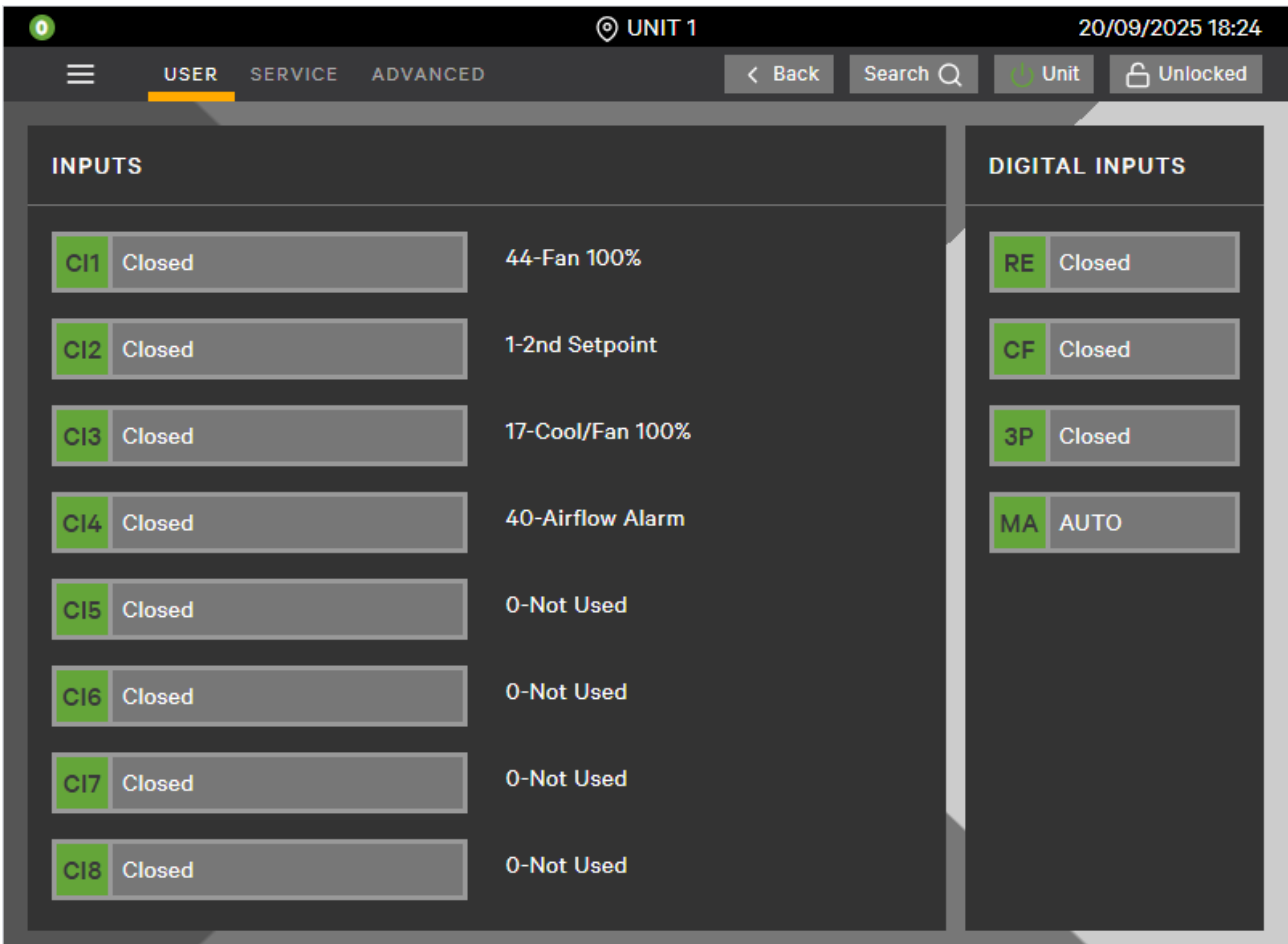 0 UNIT 1 20/09/2025 18:24
USER SERVICE ADVANCED Back Search Unit Unlocked
INPUTS
CI1 Closed 44-Fan 100%
CI2 Closed 1-2nd Setpoint
CI3 Closed 17-Cool/Fan 100%
CI4 Closed 40-Airflow Alarm
CI5 Closed 0-Not Used
CI6 Closed 0-Not Used
CI7 Closed 0-Not Used
CI8 Closed 0-Not Used
DIGITAL INPUTS
RE Closed
CF Closed
3P Closed
MA AUTO